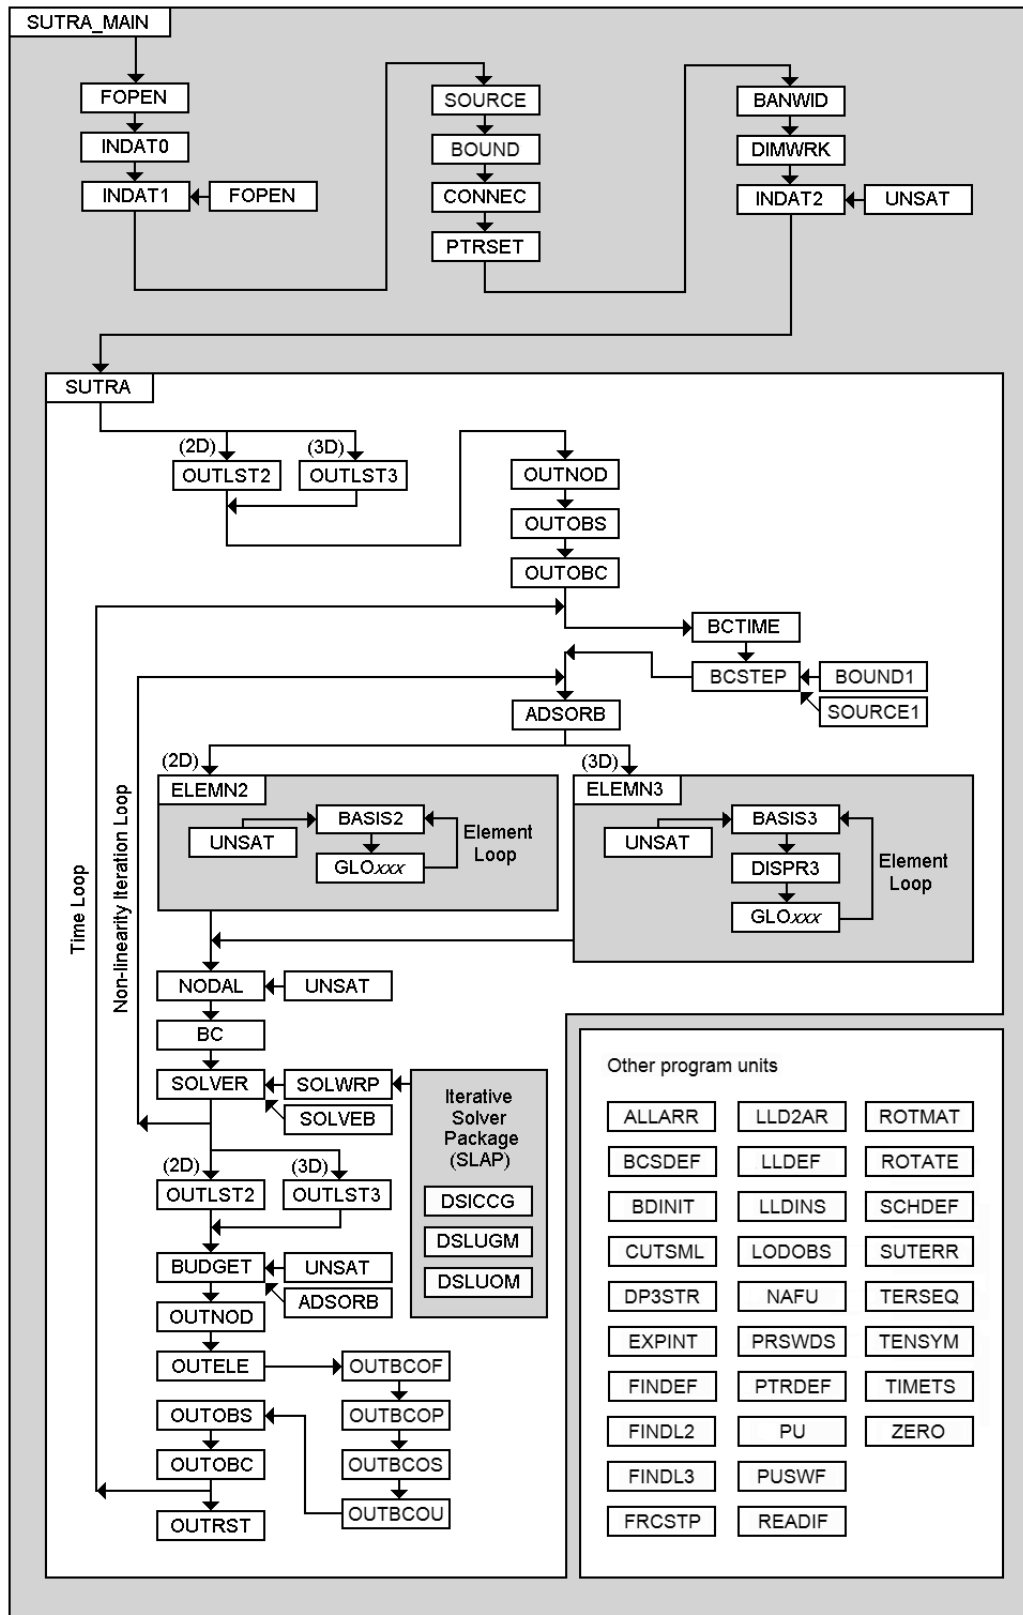 SUTRA_MAIN
FOPEN
INDAT0
INDAT1
FOPEN
SOURCE
BOUND
CONNEC
PTRSET
BANWID
DIMWRK
INDAT2
UNSAT
SUTRA
(2D)
OUTLST2
(3D)
OUTLST3
OUTNOD
OUTOBS
OUTOBC
BCTIME
BCSTEP
BOUND1
SOURCE1
ADSORB
Time Loop
Non-linearity Iteration Loop
(2D)
ELEMN2
UNSAT
BASIS2
GLOxxx
Element
Loop
(3D)
ELEMN3
UNSAT
BASIS3
DISPR3
GLOxxx
Element
Loop
NODAL
UNSAT
BC
SOLVER
SOLWRP
SOLVEB
Iterative
Solver
Package
(SLAP)
DSICCG
DSLUGM
DSLUOM
(2D)
OUTLST2
(3D)
OUTLST3
BUDGET
UNSAT
ADSORB
OUTNOD
OUTELE
OUTBCOF
OUTBCOP
OUTBCOS
OUTBCOU
OUTOBS
OUTOBC
OUTRST
Other program units
ALLARR
BCSDEF
BDINIT
CUTSML
DP3STR
EXPINT
FINDEF
FINDL2
FINDL3
FRCSTP
LLD2AR
LLDEF
LLDINS
LODOBS
NAFU
PRSWDS
PTRDEF
PU
PUSWF
READIF
ROTMAT
ROTATE
SCHDEF
SUTERR
TERSEQ
TENSYM
TIMETS
ZERO